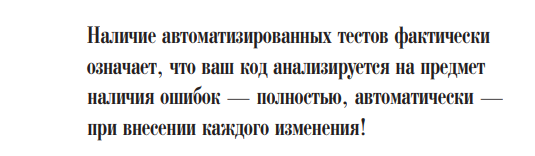 Наличие автоматизированных тестов фактически
означает, что ваш код анализируется на предмет
наличия ошибок — полностью, автоматически —
при внесении каждого изменения!